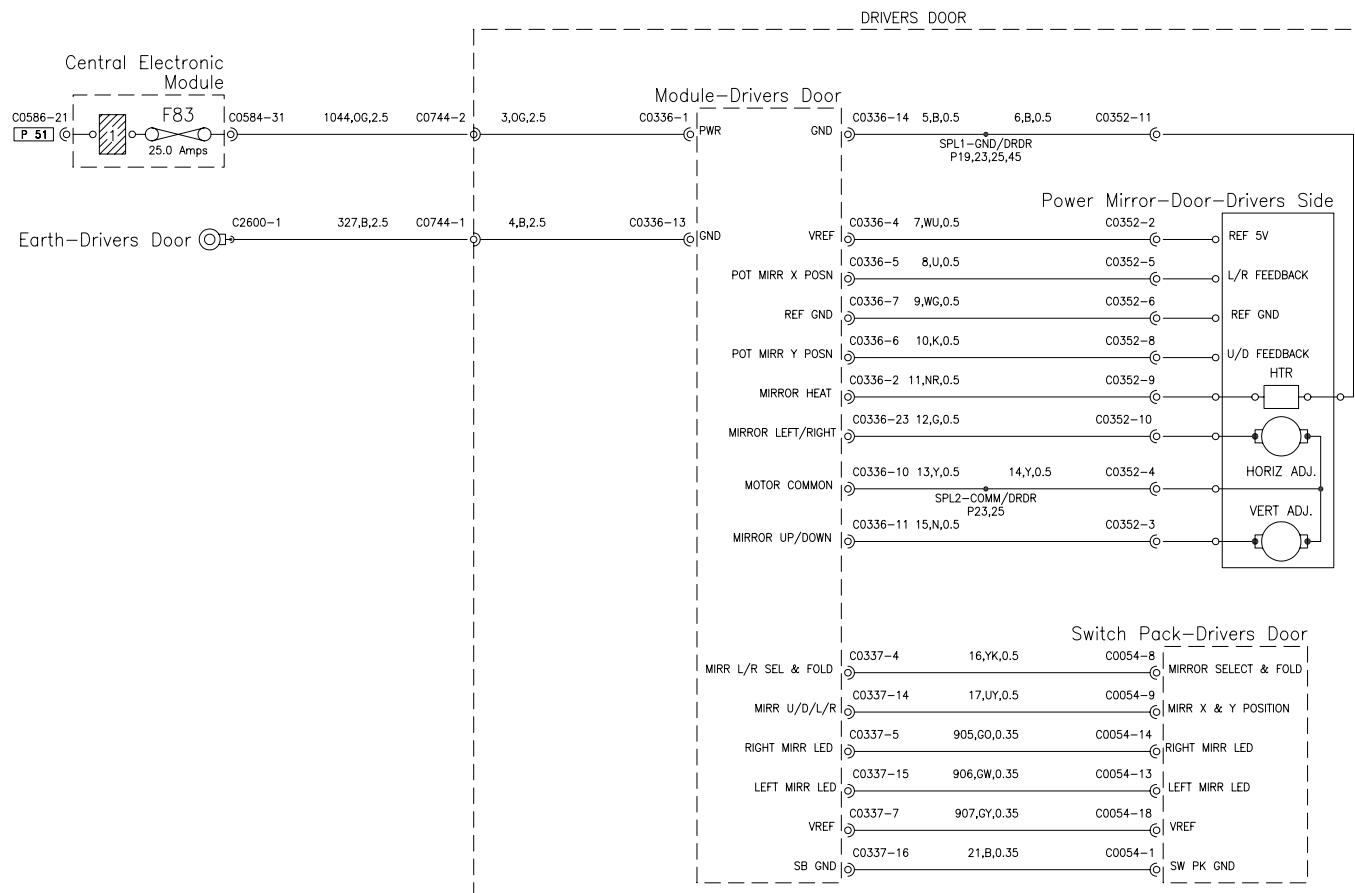 DRIVERS DOOR
Central Electronic
Module
C0586-21
P 51
1
F83
25.0 Amps
C0584-31
1044,OG,2.5
C0744-2
3,OG,2.5
C0336-1
Module-Drivers Door
PWR
GND
C0336-14
5,B,0.5
6,B,0.5
C0352-11
SPL1-GND/DRDR
P19,23,25,45
Earth-Drivers Door
C2600-1
327,B,2.5
C0744-1
4,B,2.5
C0336-13
GND
Power Mirror-Door-Drivers Side
VREF
C0336-4
7,WU,0.5
C0352-2
REF 5V
POT MIRR X POSN
C0336-5
8,U,0.5
C0352-5
L/R FEEDBACK
REF GND
C0336-7
9,WG,0.5
C0352-6
REF GND
POT MIRR Y POSN
C0336-6
10,K,0.5
C0352-8
U/D FEEDBACK
HTR
MIRROR HEAT
C0336-2
11,NR,0.5
C0352-9
MIRROR LEFT/RIGHT
C0336-23
12,G,0.5
C0352-10
HORIZ ADJ.
MOTOR COMMON
C0336-10
13,Y,0.5
14,Y,0.5
C0352-4
SPL2-COMM/DRDR
P23,25
VERT ADJ.
MIRROR UP/DOWN
C0336-11
15,N,0.5
C0352-3
Switch Pack-Drivers Door
MIRR L/R SEL & FOLD
C0337-4
16,YK,0.5
C0054-8
MIRROR SELECT & FOLD
MIRR U/D/L/R
C0337-14
17,UY,0.5
C0054-9
MIRR X & Y POSITION
RIGHT MIRR LED
C0337-5
905,GO,0.35
C0054-14
RIGHT MIRR LED
LEFT MIRR LED
C0337-15
906,GW,0.35
C0054-13
LEFT MIRR LED
VREF
C0337-7
907,GY,0.35
C0054-18
VREF
SB GND
C0337-16
21,B,0.35
C0054-1
SW PK GND